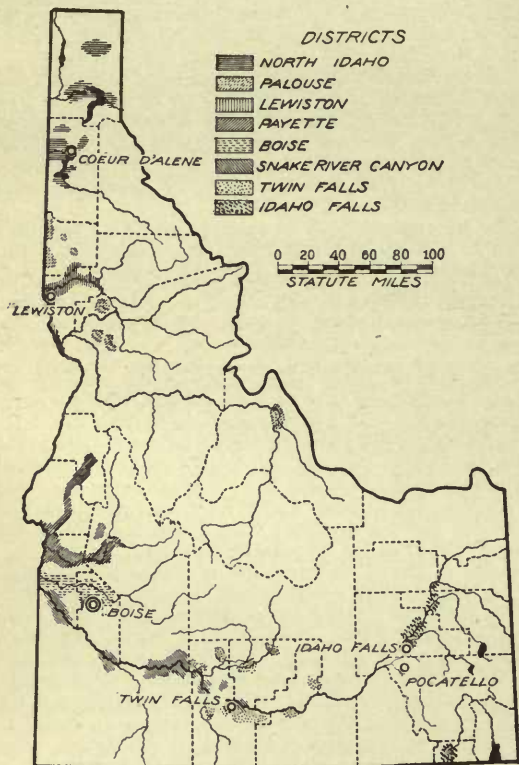 DISTRICTS
NORTH IDAHO
PALOUSE
LEWISTON
PAYETTE
BOISE
SNAKE RIVER CANYON
TWIN FALLS
IDAHO FALLS
COEUR D'ALENE
0 20 40 60 80 100
STATUTE MILES
LEWISTON
BOISE
IDAHO FALLS
POCATELLO
TWIN FALLS